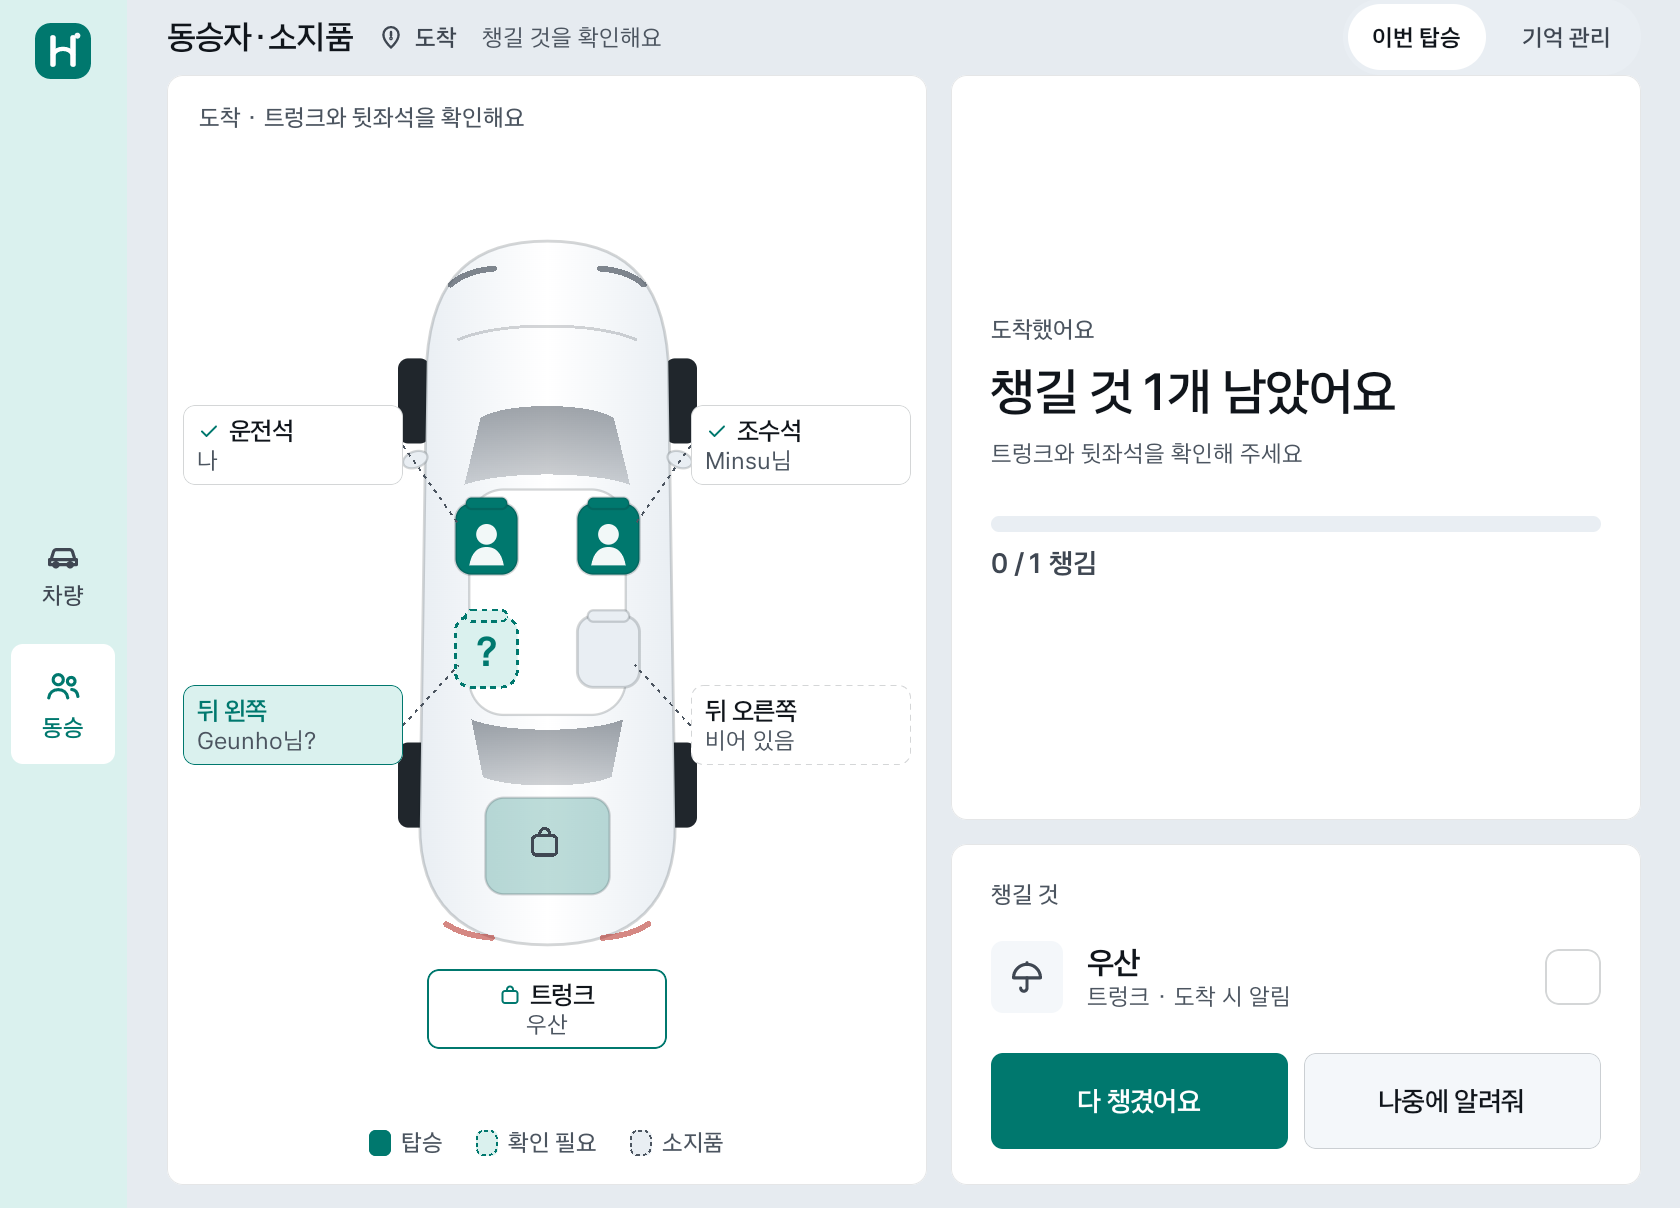 동승자·소지품
도착
챙길 것을 확인해요
이번 탑승
기억 관리
도착 · 트렁크와 뒷좌석을 확인해요
운전석
나
조수석
Minsu님
?
뒤 왼쪽
Geunho님?
뒤 오른쪽
비어 있음
트렁크
우산
탑승
확인 필요
소지품
차량
동승
도착했어요
챙길 것 1개 남았어요
트렁크와 뒷좌석을 확인해 주세요
0 / 1 챙김
챙길 것
우산
트렁크 · 도착 시 알림
다 챙겼어요
나중에 알려줘